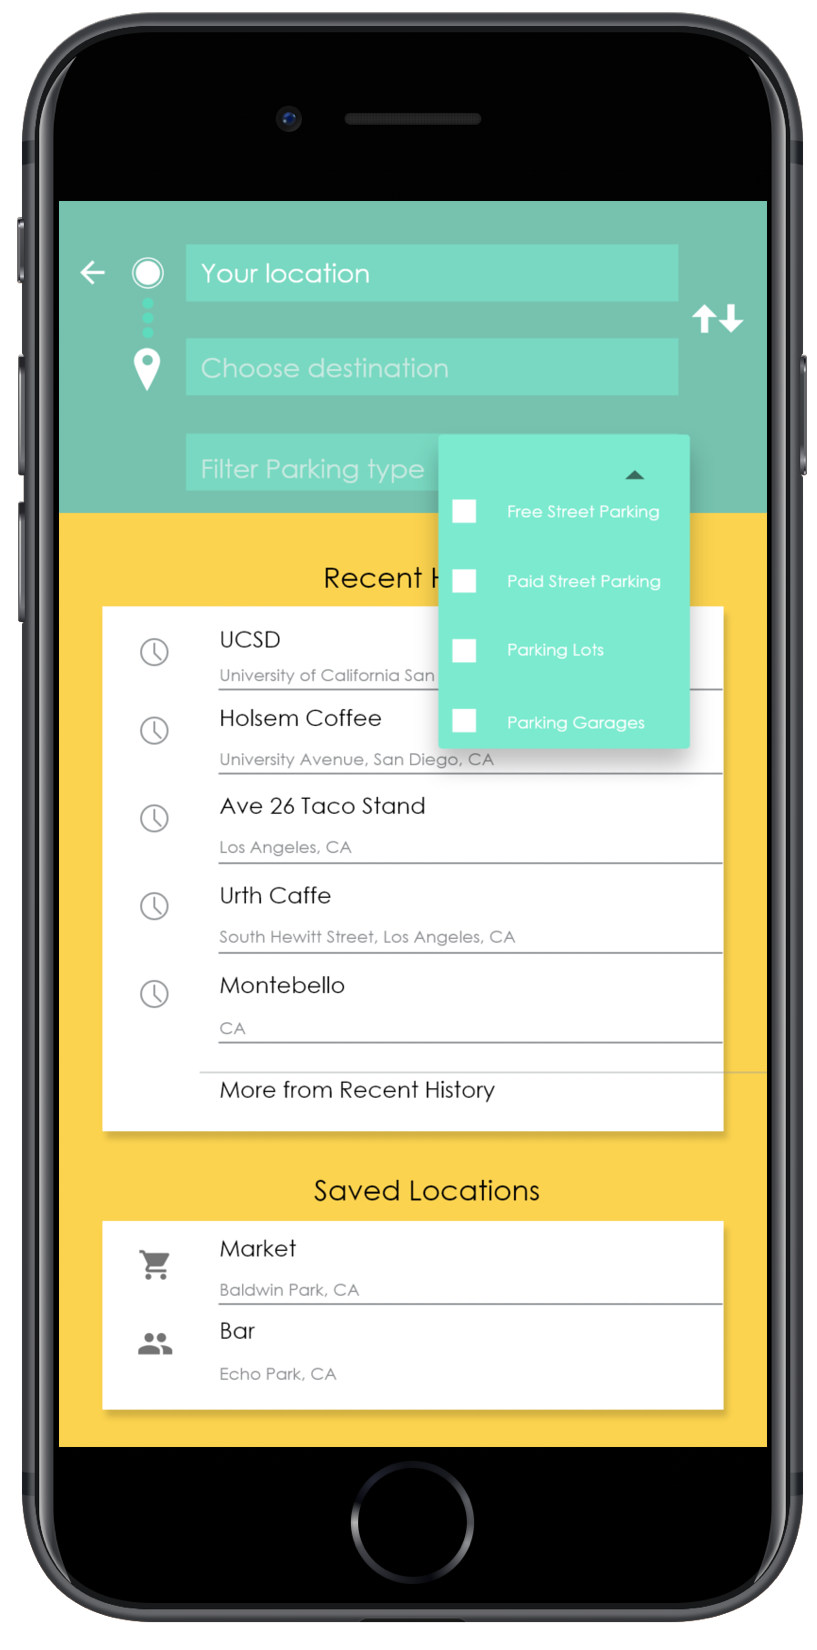 Your location
Choose destination
Filter Parking type
Free Street Parking
Paid Street Parking
Parking Lots
Parking Garages
Recent
UCSD
University of California San
Holsem Coffee
University Avenue, San Diego, CA
Ave 26 Taco Stand
Los Angeles, CA
Urth Caffe
South Hewitt Street, Los Angeles, CA
Montebello
CA
More from Recent History
Saved Locations
Market
Baldwin Park, CA
Bar
Echo Park, CA